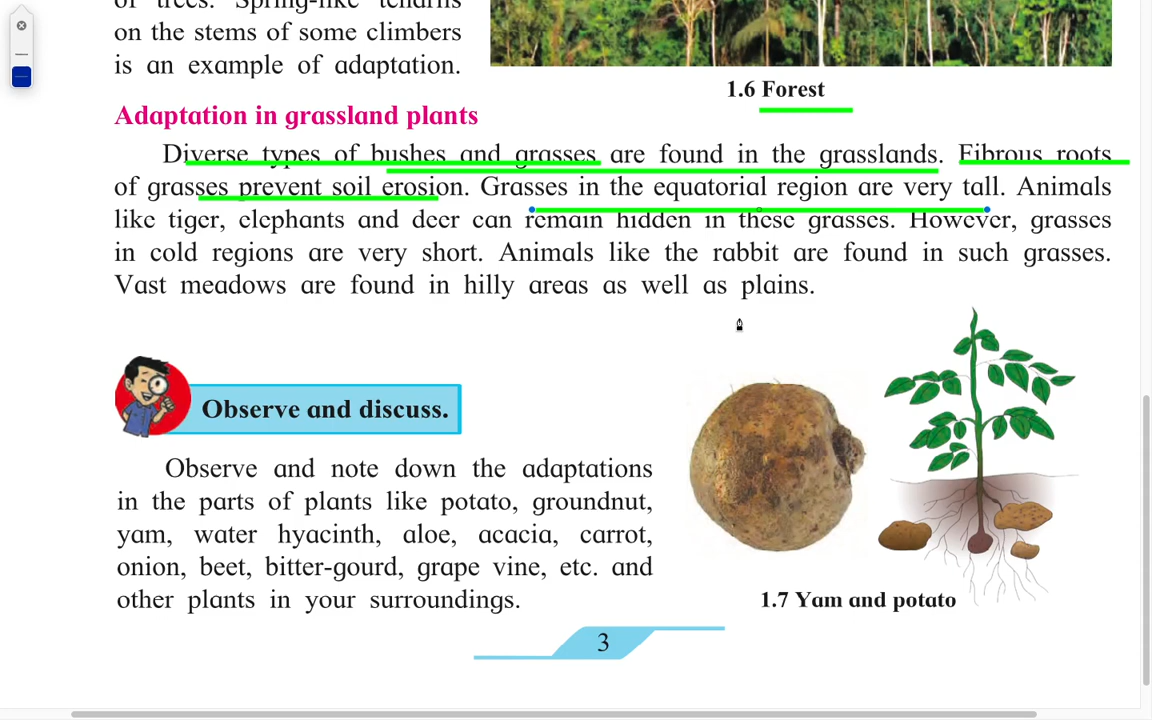 of trees. Spring-like tendrils
on the stems of some climbers
is an example of adaptation.
1.6 Forest
Adaptation in grassland plants
Diverse types of bushes and grasses are found in the grasslands. Fibrous roots
of grasses prevent soil erosion. Grasses in the equatorial region are very tall. Animals
like tiger, elephants and deer can remain hidden in these grasses. However, grasses
in cold regions are very short. Animals like the rabbit are found in such grasses.
Vast meadows are found in hilly areas as well as plains.
Observe and discuss.
Observe and note down the adaptations
in the parts of plants like potato, groundnut,
yam, water hyacinth, aloe, acacia, carrot,
onion, beet, bitter-gourd, grape vine, etc. and
other plants in your surroundings.
1.7 Yam and potato
3